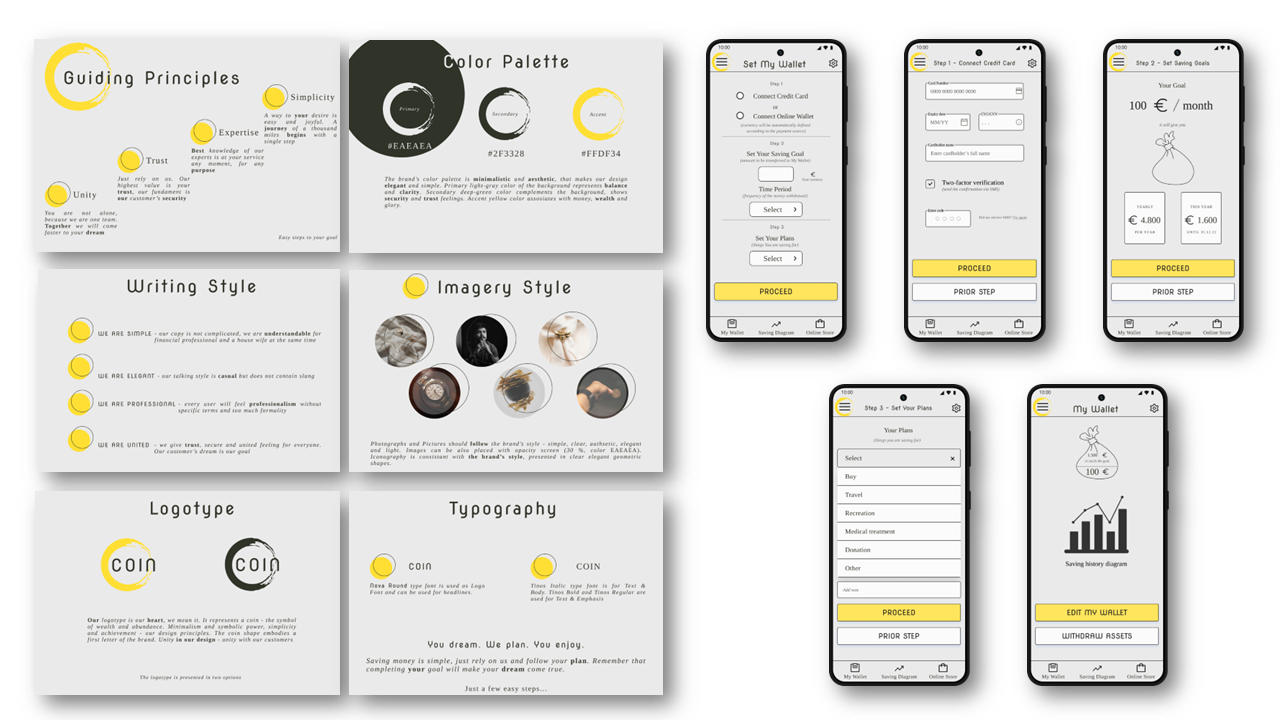 Guiding Principles
Simplicity
A way to your desire is
easy and joyful. A
journey of a thousand
miles begins with a
single step
Expertise
Best knowledge of our
experts is at your service
any moment, for any
purpose
Trust
Just rely on us. Our
highest value is your
trust, our fundament is
our customer's security
Unity
You are not alone,
because we are one team.
Together we will come
faster to your dream
Easy steps to your goal
Color Palette
Primary
#EAEAEA
Secondary
#2F3328
Accent
#FFDF34
The brand's color palette is minimalistic and aesthetic, that makes our design
elegant and simple. Primary light-gray color of the background represents balance
and clarity. Secondary deep-green color complements the background, shows
security and trust feelings. Accent yellow color associates with money, wealth and
glory.
Writing Style
WE ARE SIMPLE - our copy is not complicated, we are understandable for
financial professional and a house wife at the same time
WE ARE ELEGANT - our talking style is casual but does not contain slang
WE ARE PROFESSIONAL - every user will feel professionalism without
specific terms and too much formality
WE ARE UNITED - we give trust, secure and united feeling for everyone.
Our customer's dream is our goal
Imagery Style
Photographs and Pictures should follow the brand's style - simple, clear, authsetic, elegant
and light. Images can be also placed with opacity screen (30 %, color EAEAEA).
Iconography is consistant with the brand's style, presented in clear elegant geometric
shapes.
Logotype
COIN
COIN
Our logotype is our heart, we mean it. It represents a coin - the symbol
of wealth and abundance. Minimalism and symbolic power, simplicity
and achievement - our design principles. The coin shape embodies a
first letter of the brand. Unity in our design - unity with our customers
The logotype is presented in two options
Typography
COIN
Nova Round type font is used as Logo
Font and can be used for headlines.
COIN
Tinos Italic type font is for Text &
Body. Tinos Bold and Tinos Regular are
used for Text & Emphasis
You dream. We plan. You enjoy.
Saving money is simple, just rely on us and follow your plan. Remember that
completing your goal will make your dream come true.
Just a few easy steps...
10:00
Set My Wallet
Step 1
Connect Credit Card
or
Connect Online Wallet
(currency will be automatically defined
according to the payment source)
Step 2
Set Your Saving Goal
(amount to be transferred to My Wallet)
€
Time Period
(frequency of the money withdrawal)
Select
Step 3
Set Your Plans
(things You are saving for)
Select
PROCEED
My Wallet Saving Diagram Online Store
10:00
Step 1 - Connect Credit Card
0000 0000 0000 0000
MM/YY
Enter cardholder's full name
Two-factor verification
(send the confirmation via SMS)
Enter code
PROCEED
PRIOR STEP
My Wallet Saving Diagram Online Store
10:00
Step 2 - Set Saving Goals
Your Goal
100 € / month
it will give you
YEARLY
€ 4.800
PER YEAR
THIS YEAR
€ 1.600
UNTIL 31.12.22
PROCEED
PRIOR STEP
My Wallet Saving Diagram Online Store
10:00
Step 3 - Set Your Plans
Your Plans
(things you are saving for)
Select
Buy
Travel
Recreation
Medical treatment
Donation
Other
Add own
PROCEED
PRIOR STEP
My Wallet Saving Diagram Online Store
10:00
My Wallet
100 €
Saving history diagram
EDIT MY WALLET
WITHDRAW ASSETS
My Wallet Saving Diagram Online Store